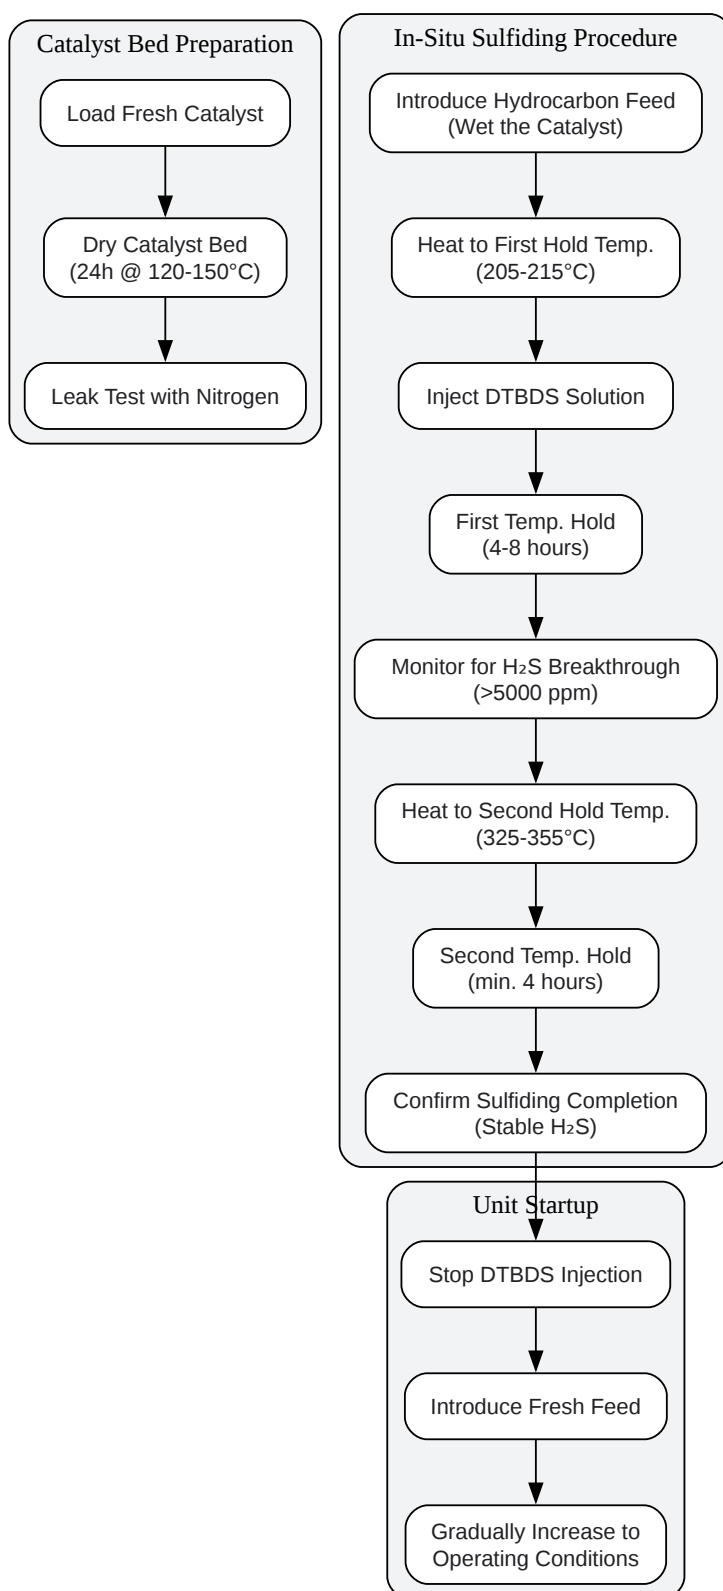 Catalyst Bed Preparation
Load Fresh Catalyst
Dry Catalyst Bed
(24h @ 120-150°C)
Leak Test with Nitrogen
In-Situ Sulfiding Procedure
Introduce Hydrocarbon Feed
(Wet the Catalyst)
Heat to First Hold Temp.
(205-215°C)
Inject DTBDS Solution
First Temp. Hold
(4-8 hours)
Monitor for H₂S Breakthrough
(>5000 ppm)
Heat to Second Hold Temp.
(325-355°C)
Second Temp. Hold
(min. 4 hours)
Confirm Sulfiding Completion
(Stable H₂S)
Unit Startup
Stop DTBDS Injection
Introduce Fresh Feed
Gradually Increase to
Operating Conditions